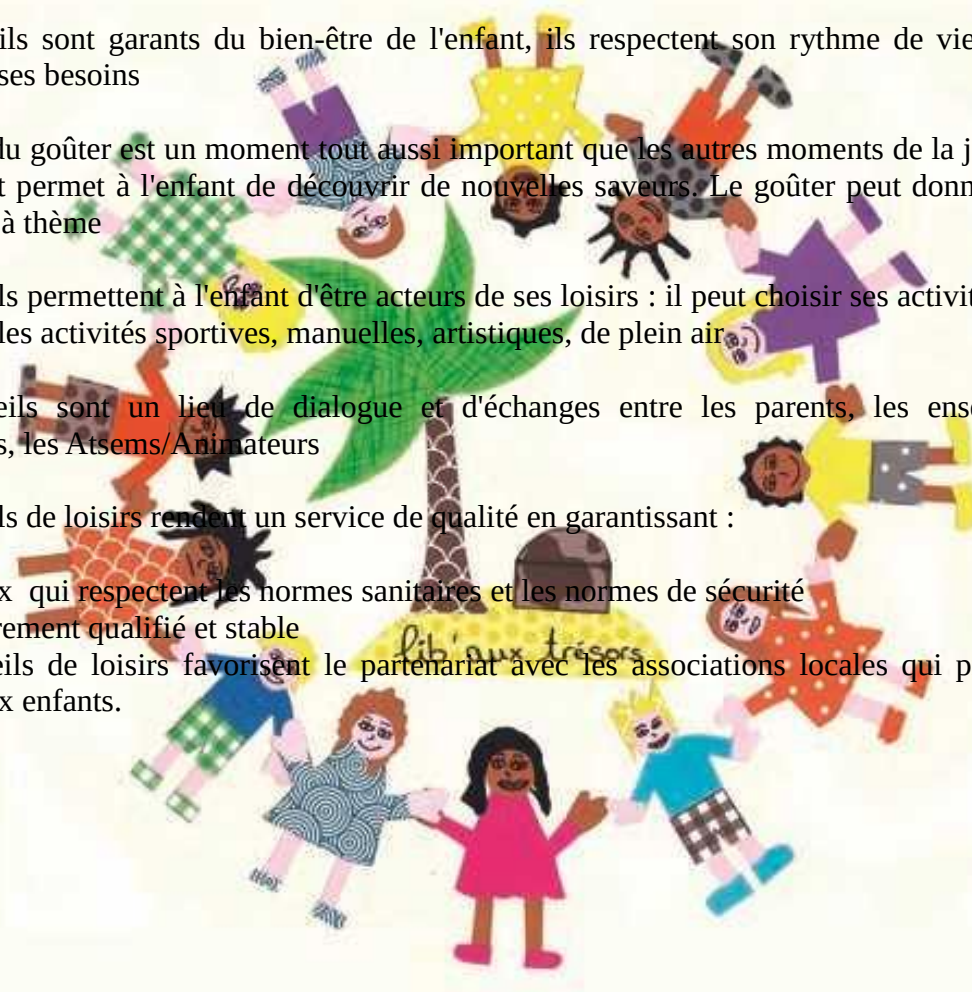 ils sont garants du bien-être de l'enfant, ils respectent son rythme de vie
ses besoins
du goûter est un moment tout aussi important que les autres moments de la j
t permet à l'enfant de découvrir de nouvelles saveurs. Le goûter peut donn
à thème
ls permettent à l'enfant d'être acteurs de ses loisirs : il peut choisir ses activit
les activités sportives, manuelles, artistiques, de plein air
eils sont un lieu de dialogue et d'échanges entre les parents, les ens
s, les Atsems/Animateurs
ls de loisirs rendent un service de qualité en garantissant :
x qui respectent les normes sanitaires et les normes de sécurité
rement qualifié et stable
lib'aux trésors
eils de loisirs favorisent le partenariat avec les associations locales qui p
x enfants.